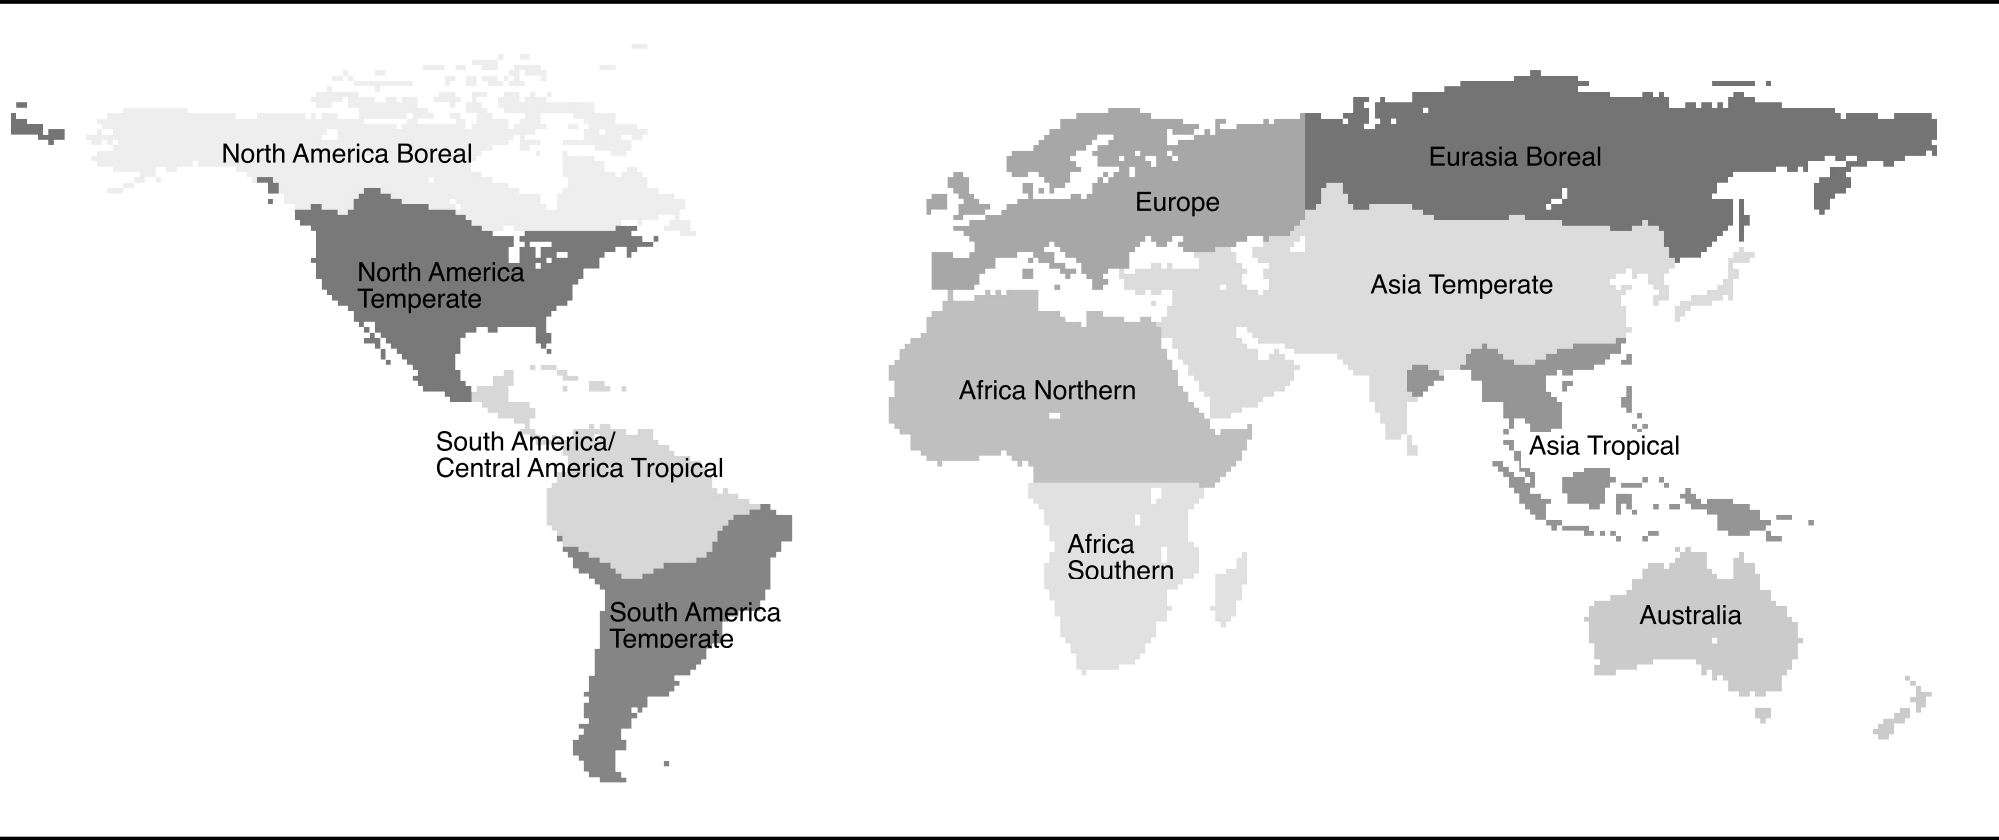 North America Boreal
Eurasia Boreal
Europe
North America
Temperate
Asia Temperate
Africa Northern
South America/
Central America Tropical
Asia Tropical
Africa
Southern
South America
Temperate
Australia